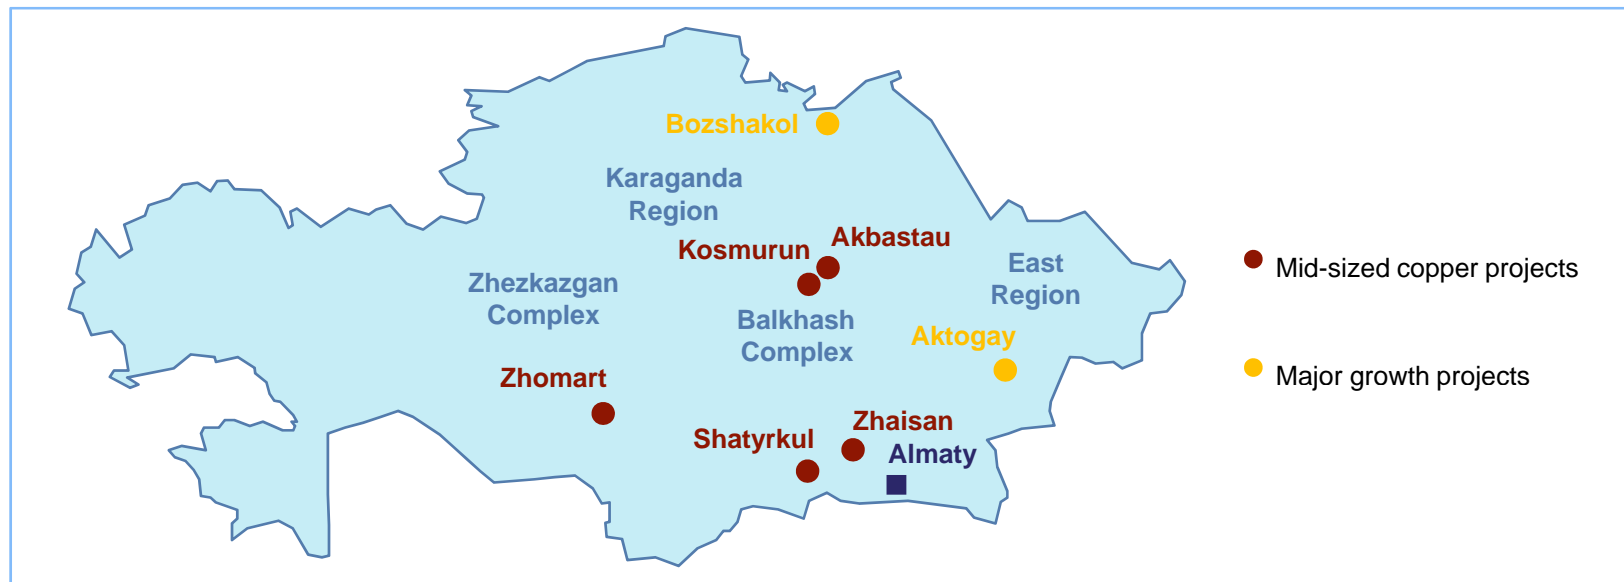 Bozshakol
Karaganda
Region
Akbastau
Kosmurun
East
Region
Mid-sized copper projects
Zhezkazgan
Complex
Balkhash
Complex
Aktogay
Major growth projects
Zhomart
Zhaisan
Shatyrkul
Almaty